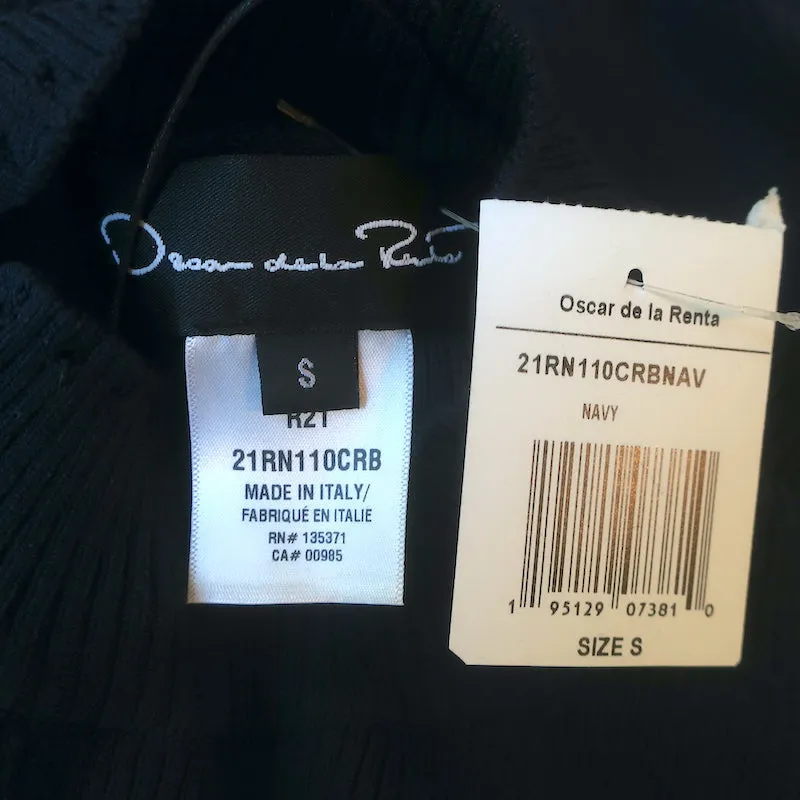 Oscar de la Renta
S
R21
21RN110CRB
MADE IN ITALY/
FABRIQUÉ EN ITALIE
RN# 135371
CA# 00985
Oscar de la Renta
21RN110CRBNAV
NAVY
1 95129 07381 0
SIZE S